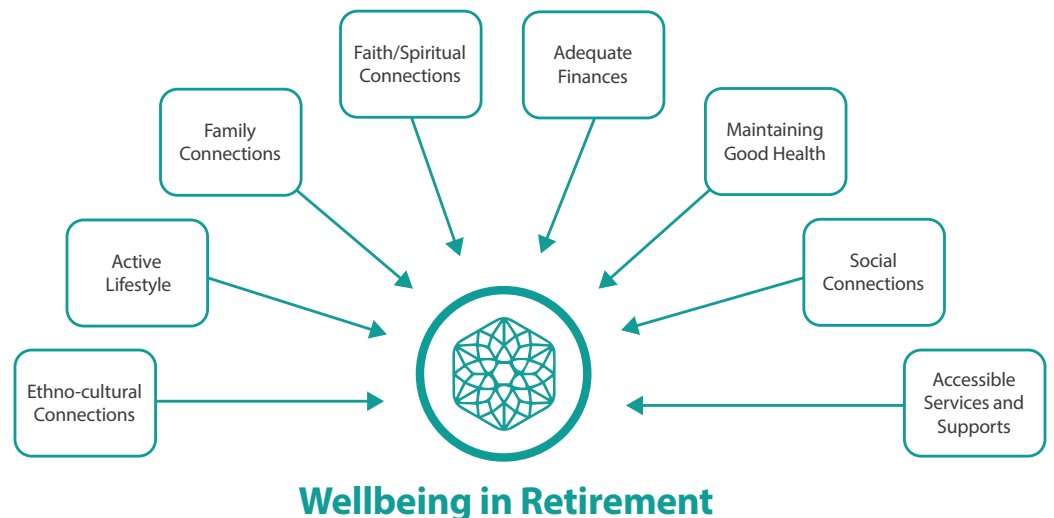 Faith/Spiritual
Connections
Adequate
Finances
Family
Connections
Maintaining
Good Health
Active
Lifestyle
Social
Connections
Ethno-cultural
Connections
Accessible
Services and
Supports
Wellbeing in Retirement